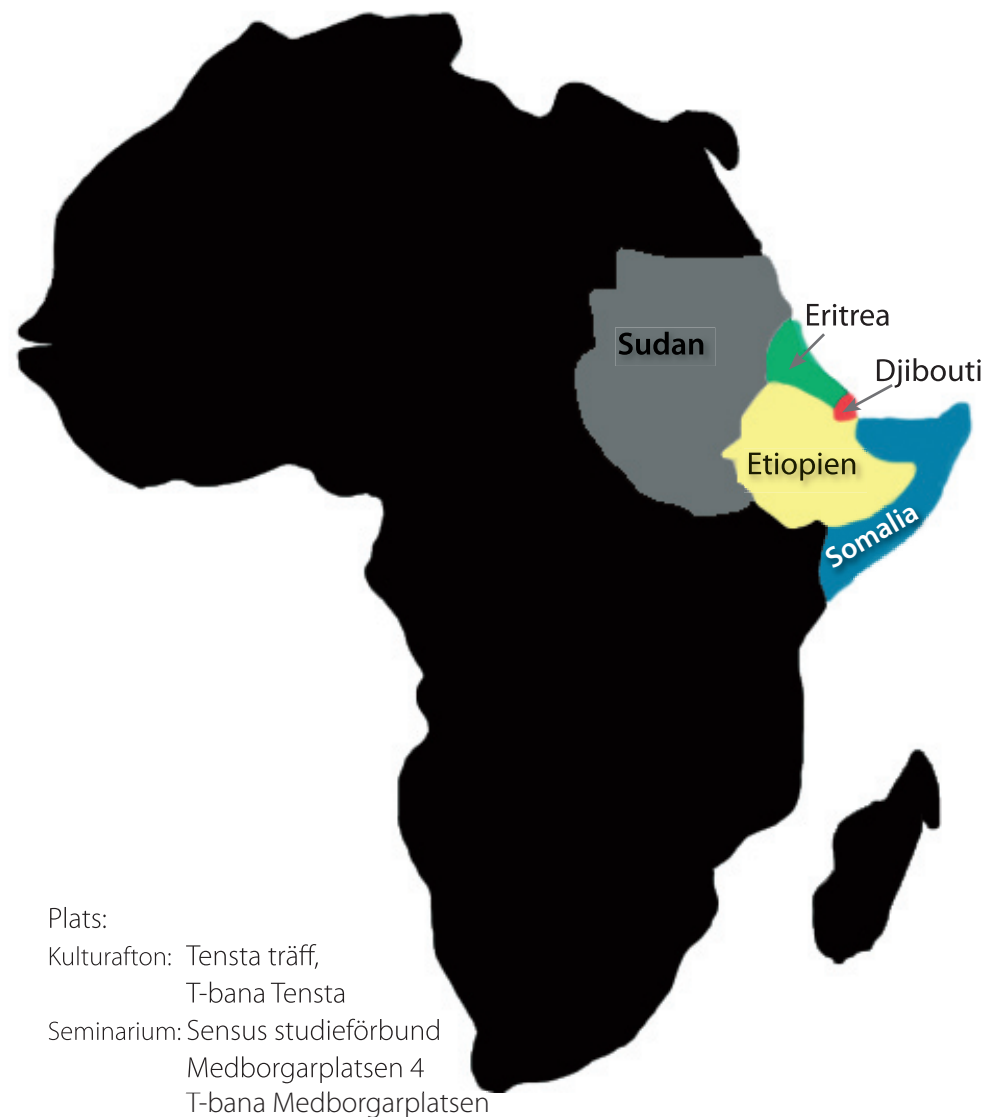 Eritrea
Sudan
Djibouti
Etiopien
Somalia
Plats:
Kulturafton: Tensta träff,
T-bana Tensta
Seminarium: Sensus studieförbund
Medborgarplatsen 4
T-bana Medborgarplatsen